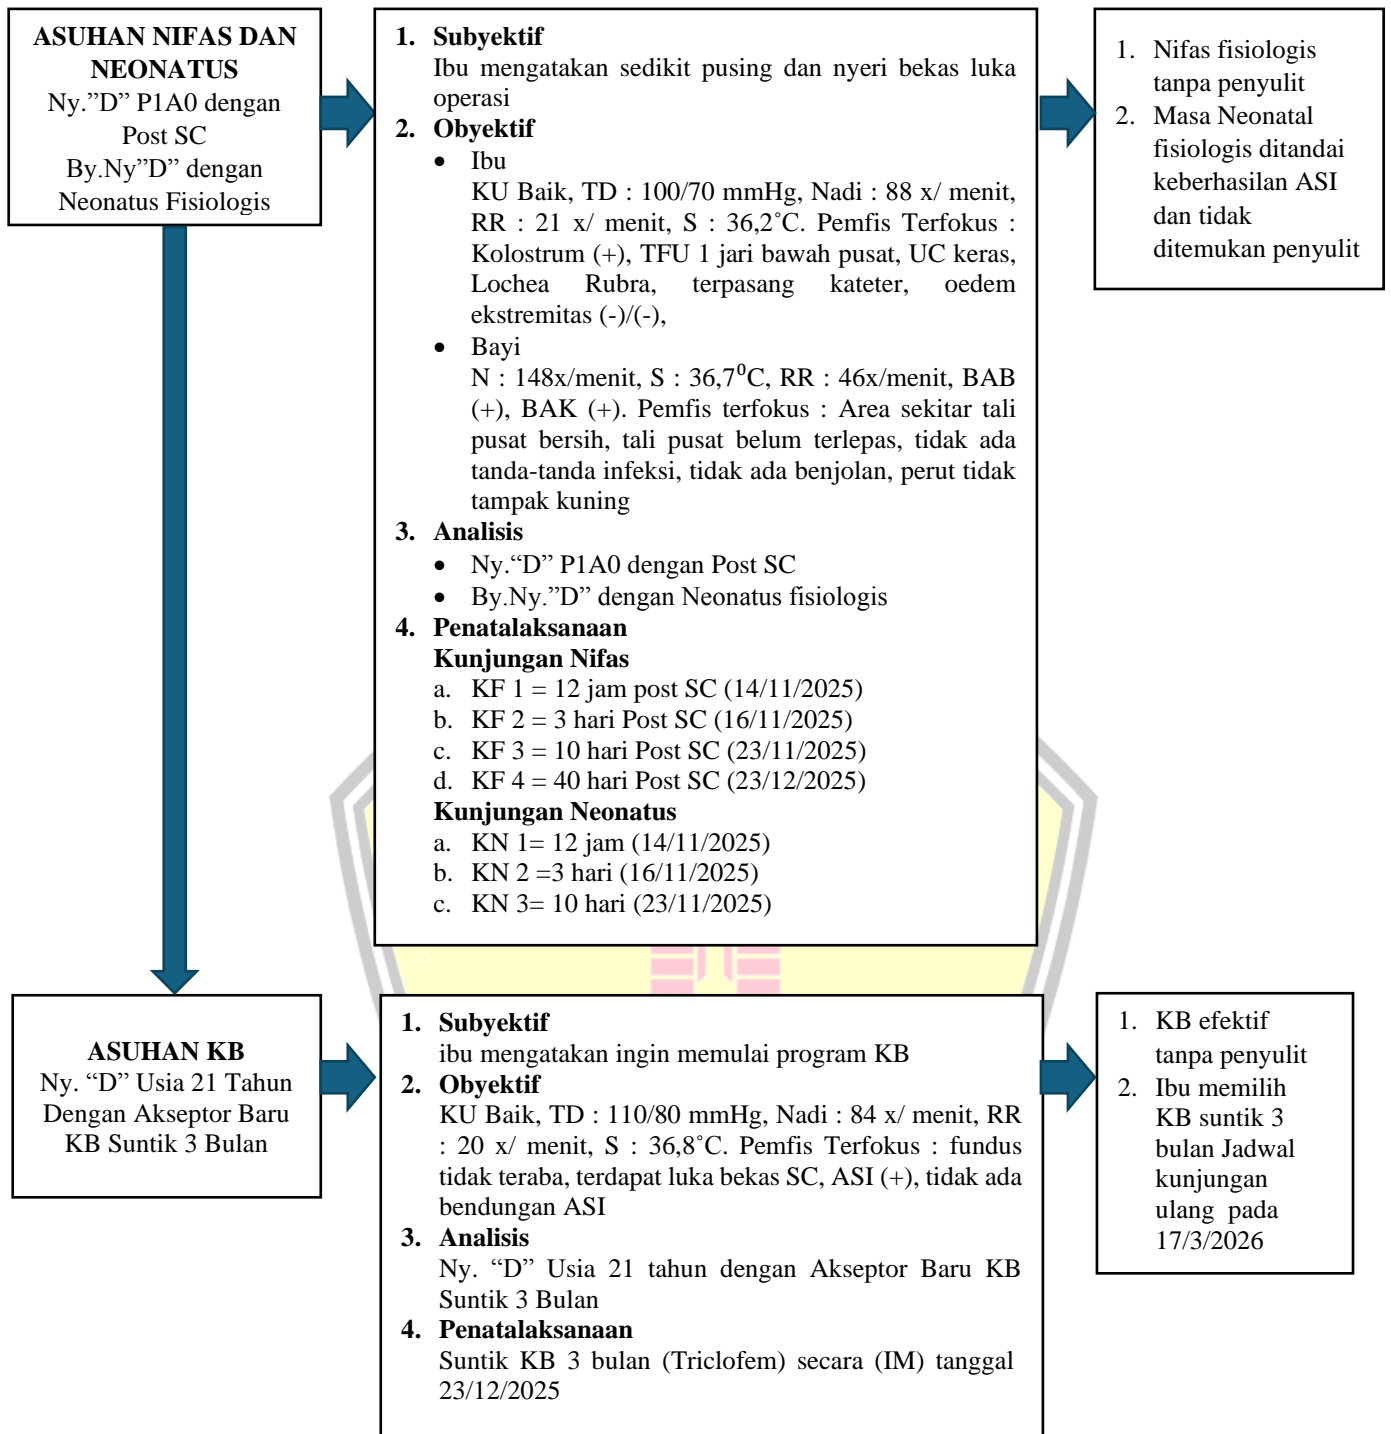 ASUHAN NIFAS DAN
NEONATUS
Ny."D" P1A0 dengan
Post SC
By.Ny"D" dengan
Neonatus Fisiologis
1. Subyektif
Ibu mengatakan sedikit pusing dan nyeri bekas luka
operasi
2. Obyektif
• Ibu
KU Baik, TD : 100/70 mmHg, Nadi : 88 x/ menit,
RR : 21 x/ menit, S : 36,2˚C. Pemfis Terfokus :
Kolostrum (+), TFU 1 jari bawah pusat, UC keras,
Lochea Rubra, terpasang kateter, oedem
ekstremitas (-)/(-),
• Bayi
N : 148x/menit, S : 36,7⁰C, RR : 46x/menit, BAB
(+), BAK (+). Pemfis terfokus : Area sekitar tali
pusat bersih, tali pusat belum terlepas, tidak ada
tanda-tanda infeksi, tidak ada benjolan, perut tidak
tampak kuning
3. Analisis
• Ny.“D” P1A0 dengan Post SC
• By.Ny.”D” dengan Neonatus fisiologis
4. Penatalaksanaan
Kunjungan Nifas
a. KF 1 = 12 jam post SC (14/11/2025)
b. KF 2 = 3 hari Post SC (16/11/2025)
c. KF 3 = 10 hari Post SC (23/11/2025)
d. KF 4 = 40 hari Post SC (23/12/2025)
Kunjungan Neonatus
a. KN 1= 12 jam (14/11/2025)
b. KN 2 =3 hari (16/11/2025)
c. KN 3= 10 hari (23/11/2025)
1. Nifas fisiologis
tanpa penyulit
2. Masa Neonatal
fisiologis ditandai
keberhasilan ASI
dan tidak
ditemukan penyulit
ASUHAN KB
Ny. “D” Usia 21 Tahun
Dengan Akseptor Baru
KB Suntik 3 Bulan
1. Subyektif
ibu mengatakan ingin memulai program KB
2. Obyektif
KU Baik, TD : 110/80 mmHg, Nadi : 84 x/ menit, RR
: 20 x/ menit, S : 36,8˚C. Pemfis Terfokus : fundus
tidak teraba, terdapat luka bekas SC, ASI (+), tidak ada
bendungan ASI
3. Analisis
Ny. “D” Usia 21 tahun dengan Akseptor Baru KB
Suntik 3 Bulan
4. Penatalaksanaan
Suntik KB 3 bulan (Triclofem) secara (IM) tanggal
23/12/2025
1. KB efektif
tanpa penyulit
2. Ibu memilih
KB suntik 3
bulan Jadwal
kunjungan
ulang pada
17/3/2026